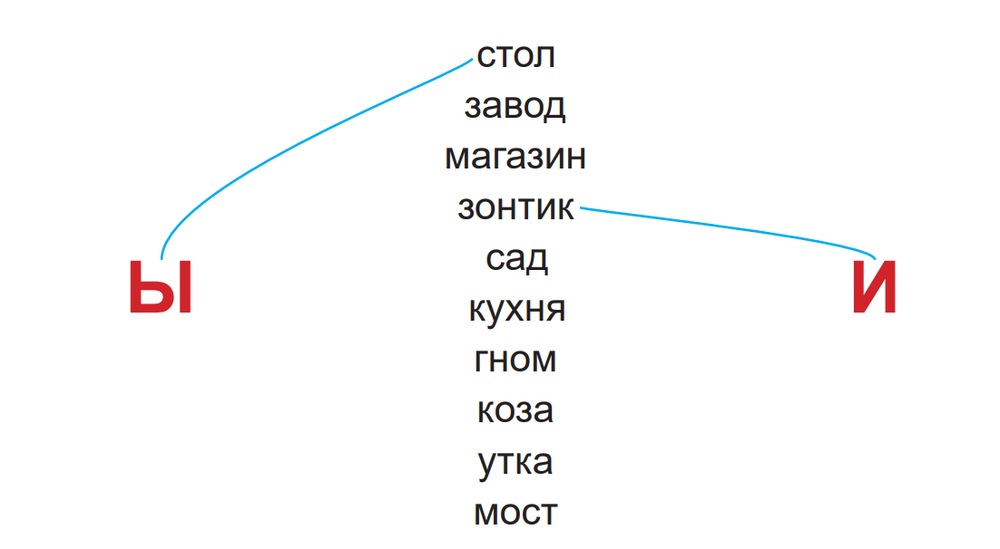 стол
завод
магазин
зонтик
сад
Ы
И
кухня
гном
коза
утка
мост